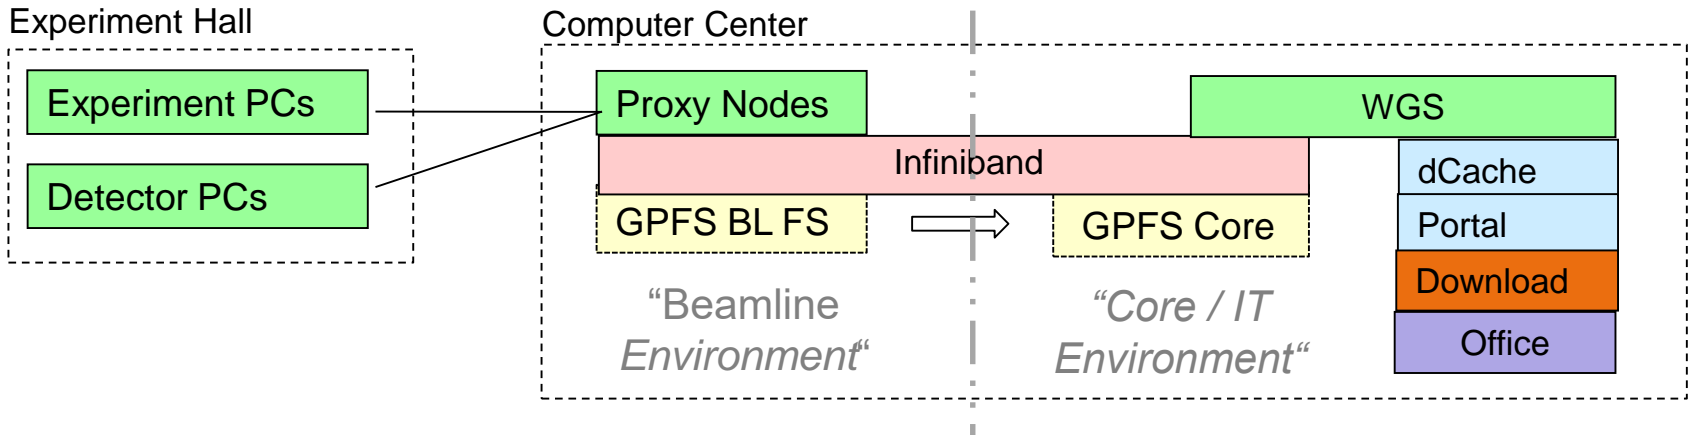 Experiment Hall
Experiment PCs
Detector PCs
Computer Center
Proxy Nodes
WGS
Infiniband
dCache
GPFS BL FS
GPFS Core
Portal
Download
Office
“Beamline
Environment“
“Core / IT
Environment“